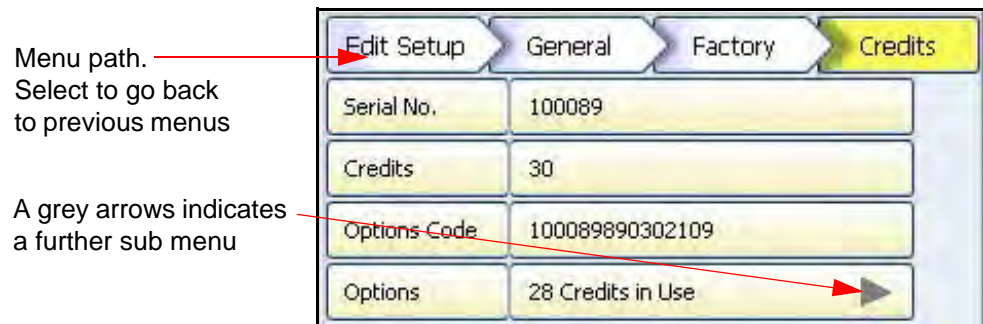 Menu path.
Select to go back
to previous menus
A grey arrows indicates
a further sub menu
Edit Setup General Factory Credits
Serial No. 100089
Credits 30
Options Code 100089890302109
Options 28 Credits in Use